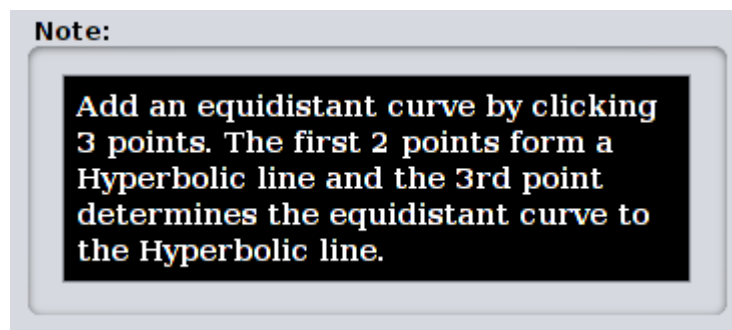 Note:
Add an equidistant curve by clicking
3 points. The first 2 points form a
Hyperbolic line and the 3rd point
determines the equidistant curve to
the Hyperbolic line.